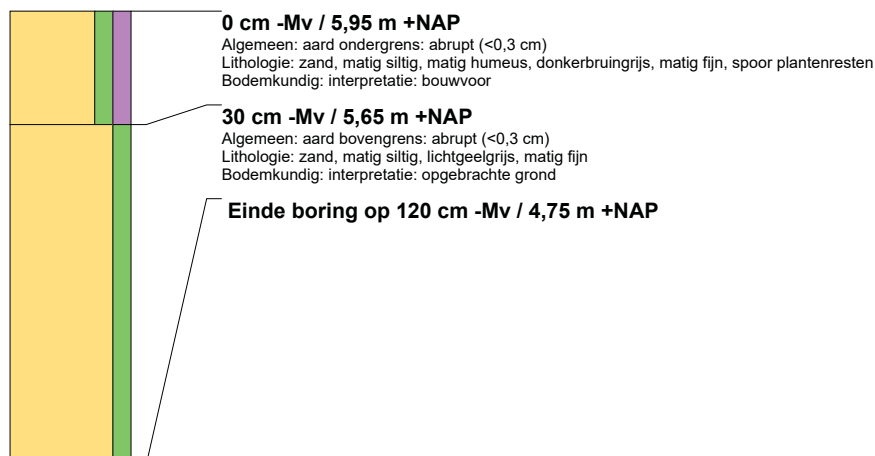 0 cm -Mv / 5,95 m +NAP
Algemeen: aard ondergrens: abrupt (<0,3 cm)
Lithologie: zand, matig siltig, matig humeus, donkerbruingrijs, matig fijn, spoor plantenresten
Bodemkundig: interpretatie: bouwvoor
30 cm -Mv / 5,65 m +NAP
Algemeen: aard bovengrens: abrupt (<0,3 cm)
Lithologie: zand, matig siltig, lichtgeelgrijs, matig fijn
Bodemkundig: interpretatie: opgebrachte grond
Einde boring op 120 cm -Mv / 4,75 m +NAP